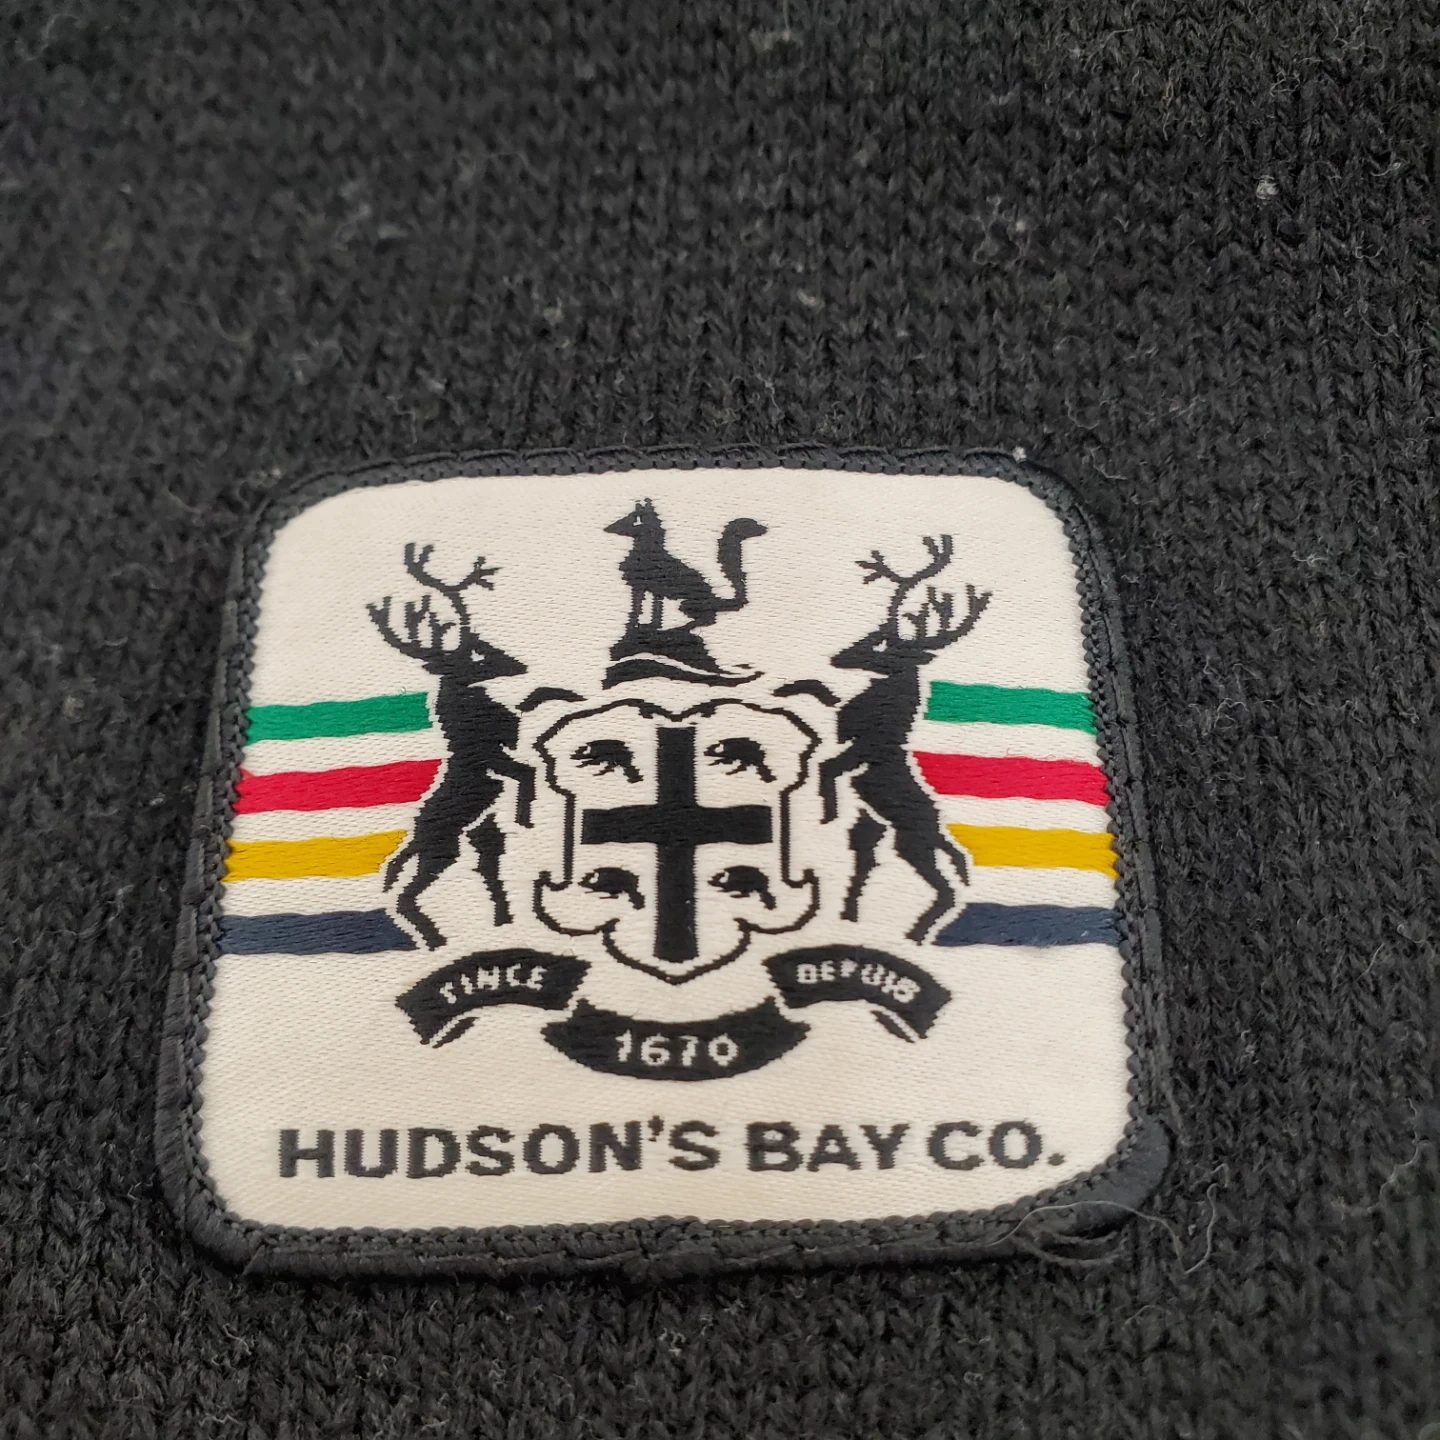 SINCE
DEPUIS
1670
HUDSON'S BAY CO.